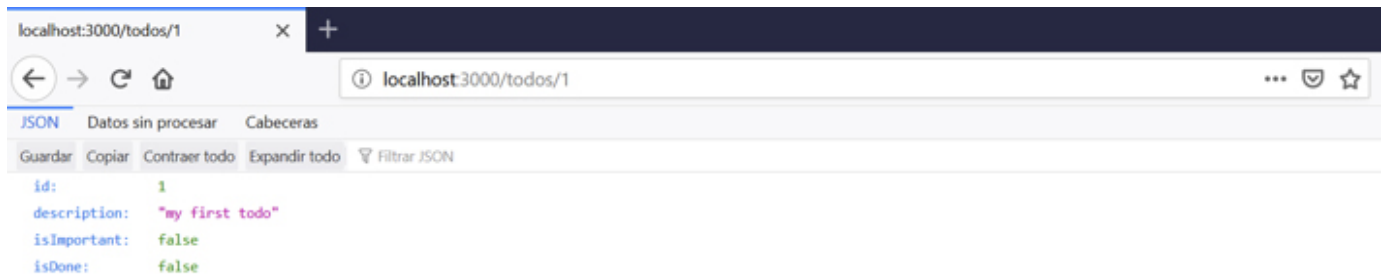 localhost:3000/todos/1
localhost:3000/todos/1
JSON Datos sin procesar Cabeceras
Guardar Copiar Contraer todo Expandir todo Filtrar JSON
id: 1
description: "my first todo"
isImportant: false
isDone: false